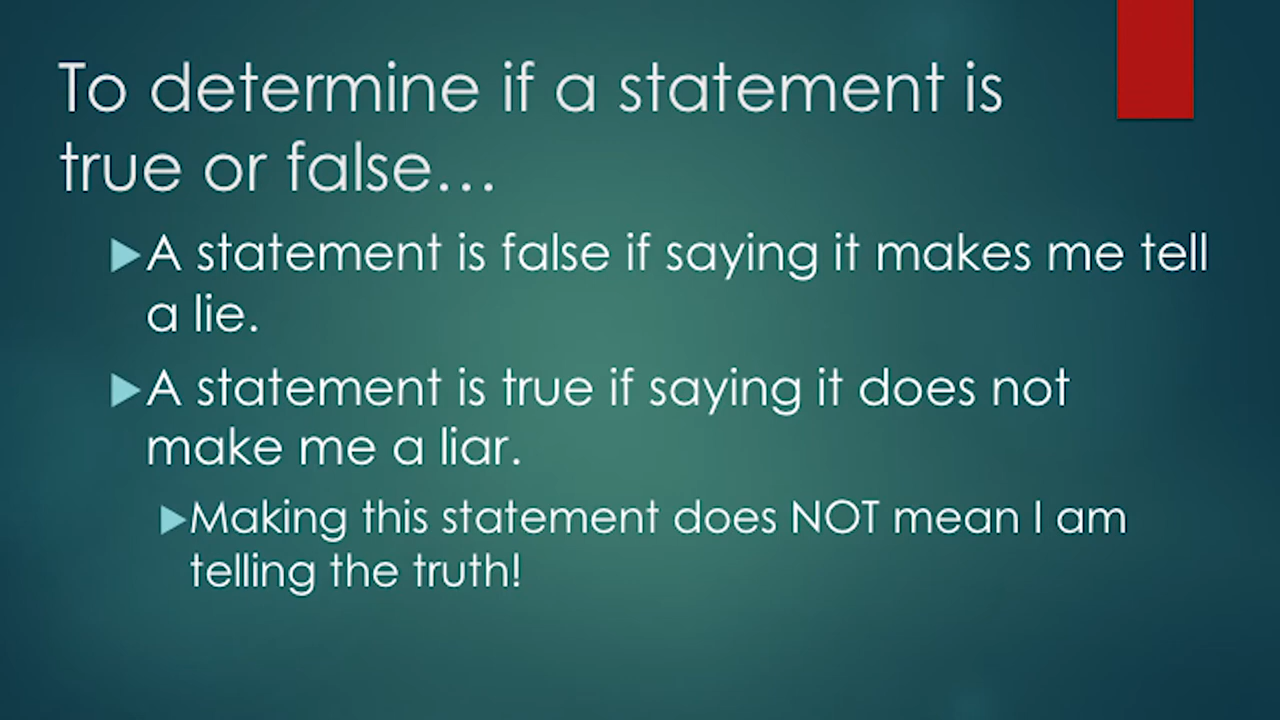 To determine if a statement is
true or false...
A statement is false if saying it makes me tell
a lie.
A statement is true if saying it does not
make me a liar.
Making this statement does NOT mean I am
telling the truth!